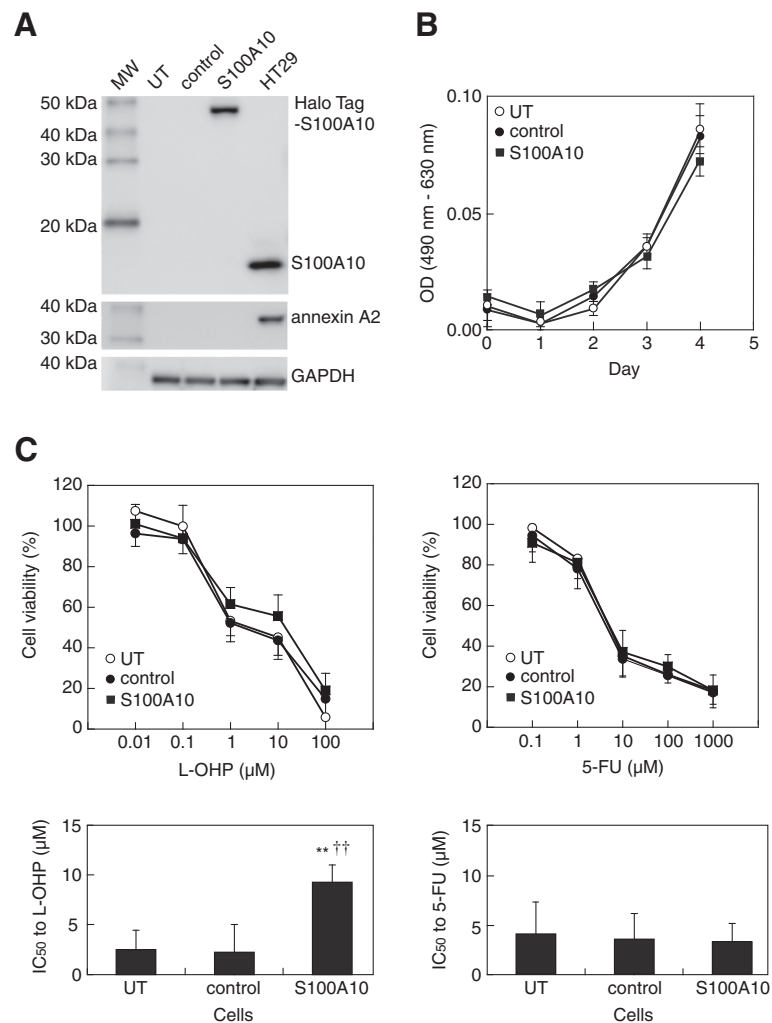 A
MW
UT
control
S100A10
HT29
50 kDa
40 kDa
30 kDa
20 kDa
Halo Tag
-S100A10
S100A10
40 kDa
30 kDa
annexin A2
40 kDa
GAPDH
B
OD (490 nm - 630 nm)
0.10
0.05
0.00
UT
control
S100A10
0 1 2 3 4 5
Day
C
Cell viability (%)
120
100
80
60
40
20
0
UT
control
S100A10
0.01 0.1 1 10 100
L-OHP (μM)
Cell viability (%)
120
100
80
60
40
20
0
UT
control
S100A10
0.1 1 10 100 1000
5-FU (μM)
IC50 to L-OHP (μM)
15
10
5
0
** ††
UT control S100A10
Cells
IC50 to 5-FU (μM)
15
10
5
0
UT control S100A10
Cells